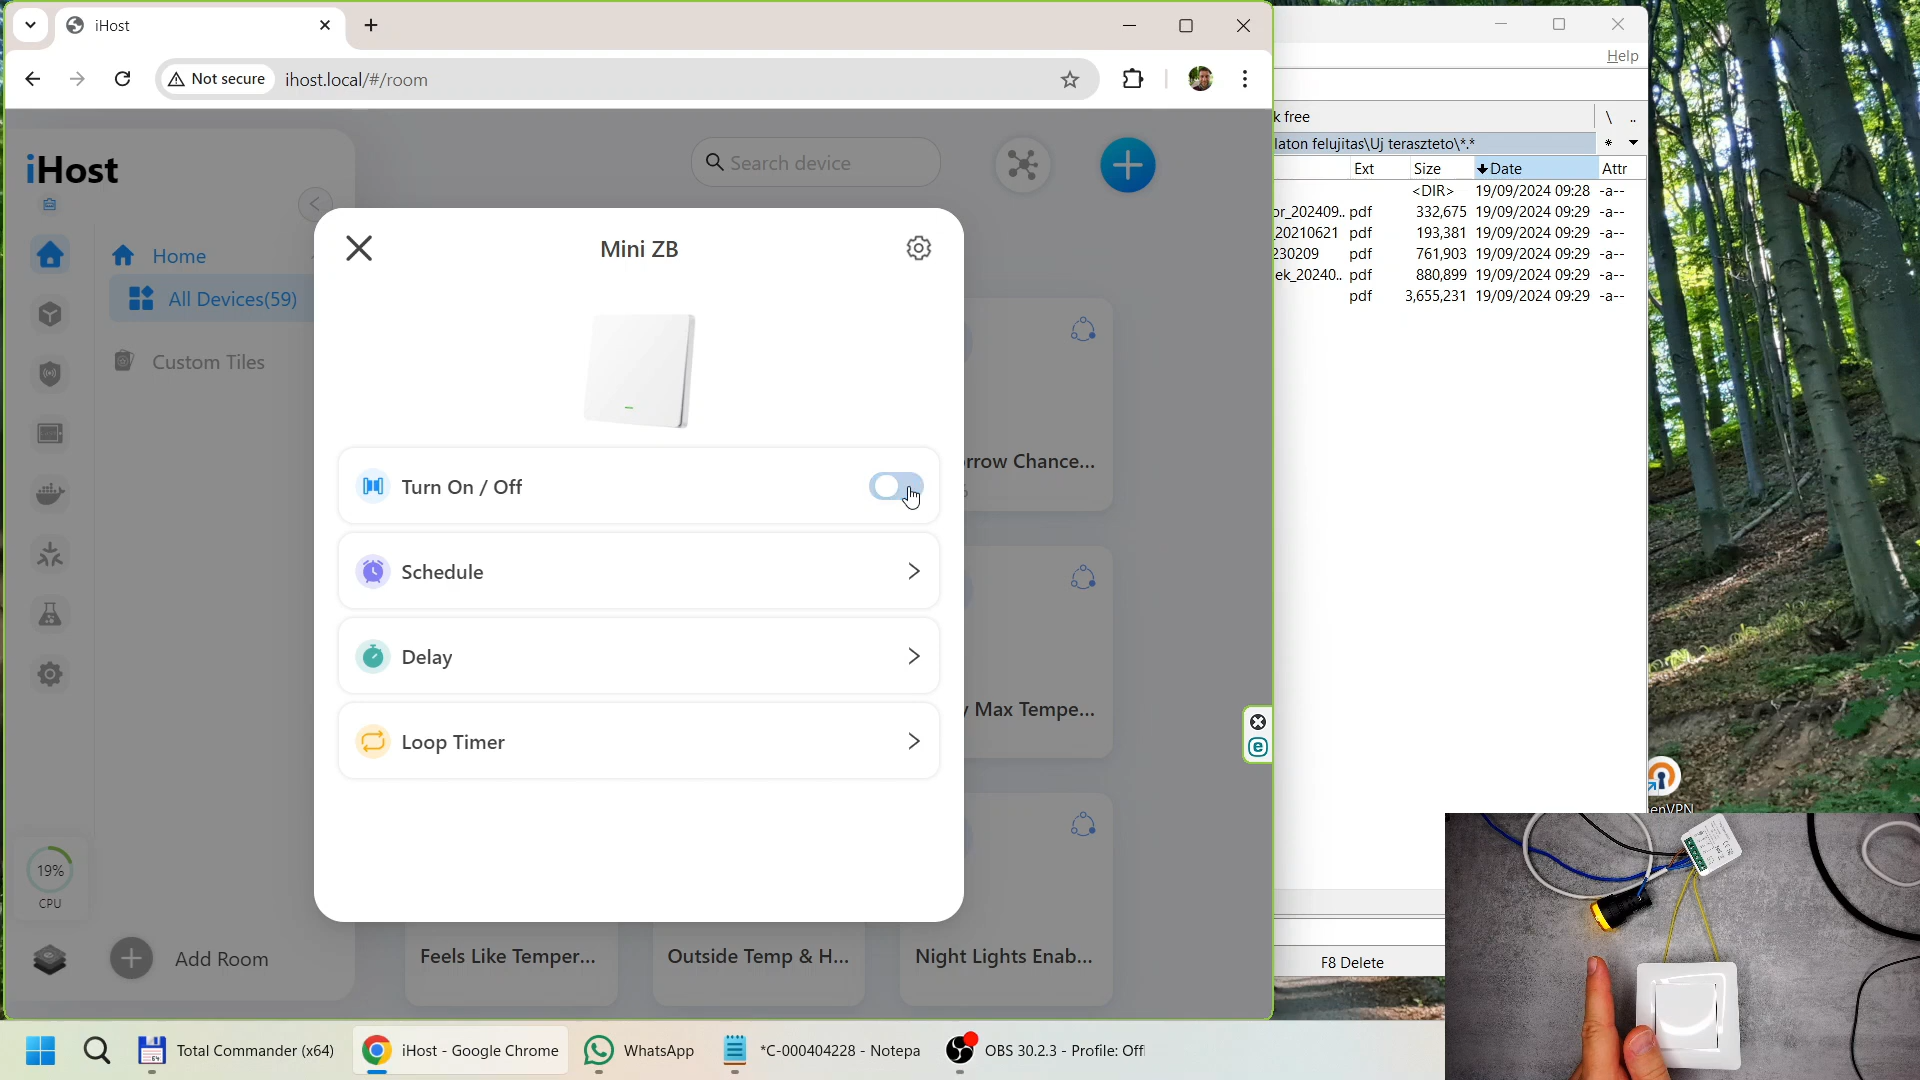 iHost
Not secure
ihost.local/#/room
Help
k free
\ ..
laton felujitas\Uj teraszteto\*.*
* 
Ext Size Date Attr
<DIR> 19/09/2024 09:28 -a--
or_202409.. pdf 332,675 19/09/2024 09:29 -a--
20210621 pdf 193,381 19/09/2024 09:29 -a--
230209 pdf 761,903 19/09/2024 09:29 -a--
ek_20240.. pdf 880,899 19/09/2024 09:29 -a--
pdf 3,655,231 19/09/2024 09:29 -a--
iHost
Search device
Home
All Devices(59)
Custom Tiles
Mini ZB
Turn On / Off
Schedule
Delay
Loop Timer
rrow Chance...
y Max Tempe...
19%
CPU
Add Room
Feels Like Temper...
Outside Temp & H...
Night Lights Enab...
enVPN
F8 Delete
Total Commander (x64)
iHost - Google Chrome
WhatsApp
*C-000404228 - Notepa
OBS 30.2.3 - Profile: Off